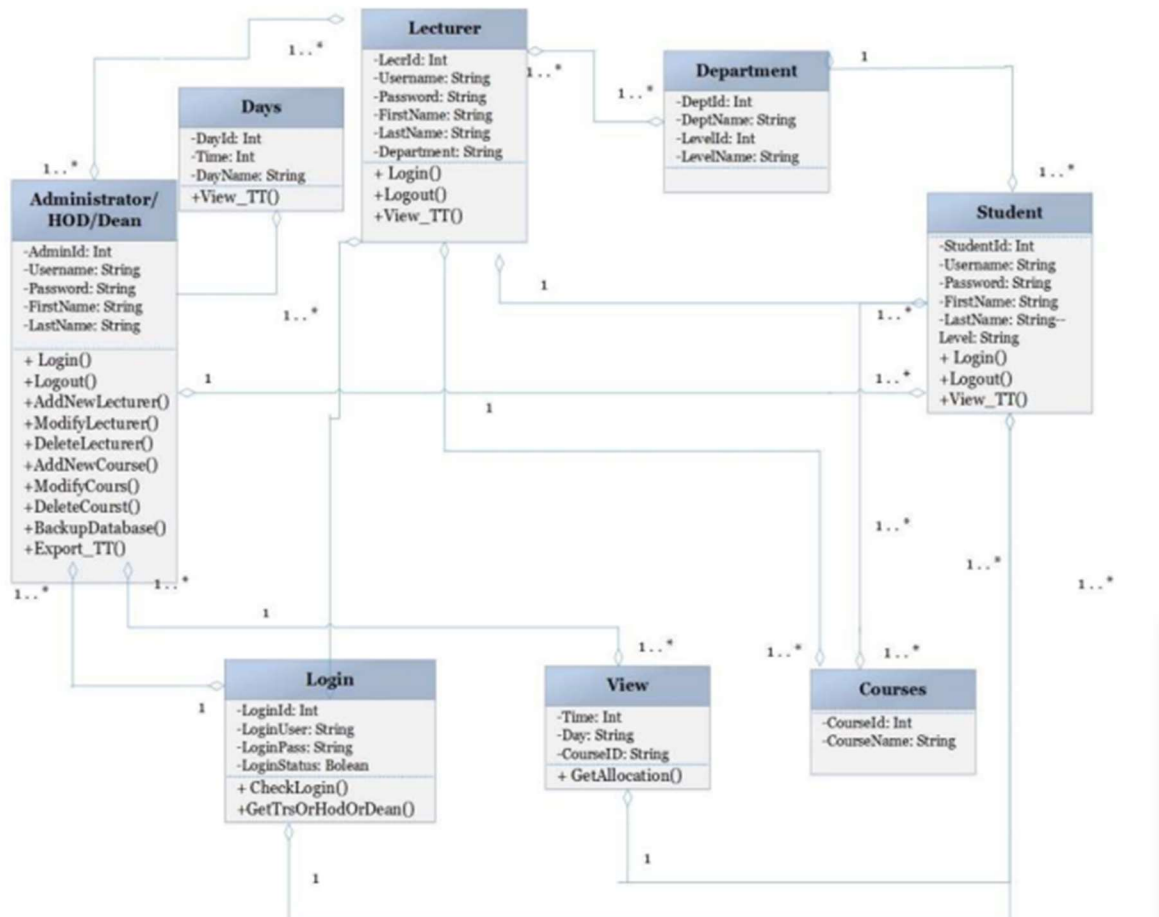 Lecturer
-LecrId: Int
-Username: String
-Password: String
-FirstName: String
-LastName: String
-Department: String
+ Login()
+Logout()
+View_TT()
1..*
1..*
1..*
1
Department
-DeptId: Int
-DeptName: String
-LevelId: Int
-LevelName: String
Days
-DayId: Int
-Time: Int
-DayName: String
+View_TT()
1..*
1..*
Administrator/
HOD/Dean
-AdminId: Int
-Username: String
-Password: String
-FirstName: String
-LastName: String
+ Login()
+Logout()
+AddNewLecturer()
+ModifyLecturer()
+DeleteLecturer()
+AddNewCourse()
+ModifyCours()
+DeleteCourst()
+BackupDatabase()
+Export_TT()
Student
-StudentId: Int
-Username: String
-Password: String
-FirstName: String
-LastName: String--
Level: String
+ Login()
+Logout()
+View_TT()
1
1..*
1..*
1
1..*
1
1..*
1..*
1..*
1..*
1..*
1
1..*
1..*
1..*
1
Login
-LoginId: Int
-LoginUser: String
-LoginPass: String
-LoginStatus: Bolean
+ CheckLogin()
+GetTrsOrHodOrDean()
View
-Time: Int
-Day: String
-CourseID: String
+ GetAllocation()
Courses
-CourseId: Int
-CourseName: String
1
1